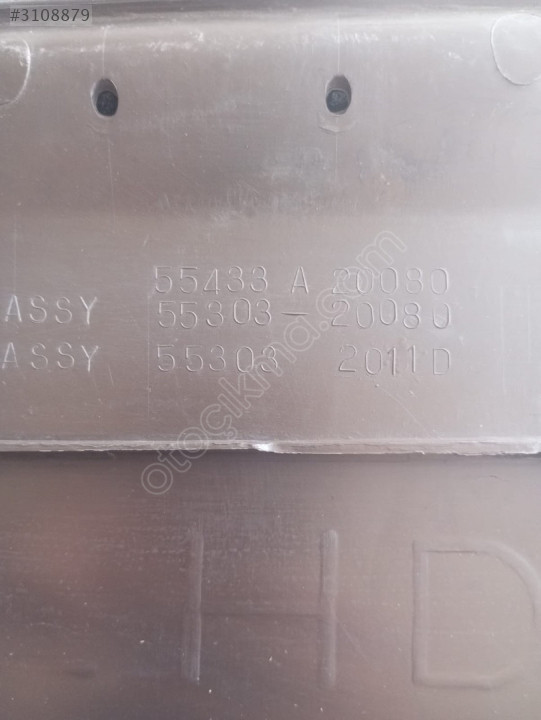 #3108879
55433 A 20080
ASSY 55303-20080
ASSY 55303 2011D
otoçıkma.com
HD